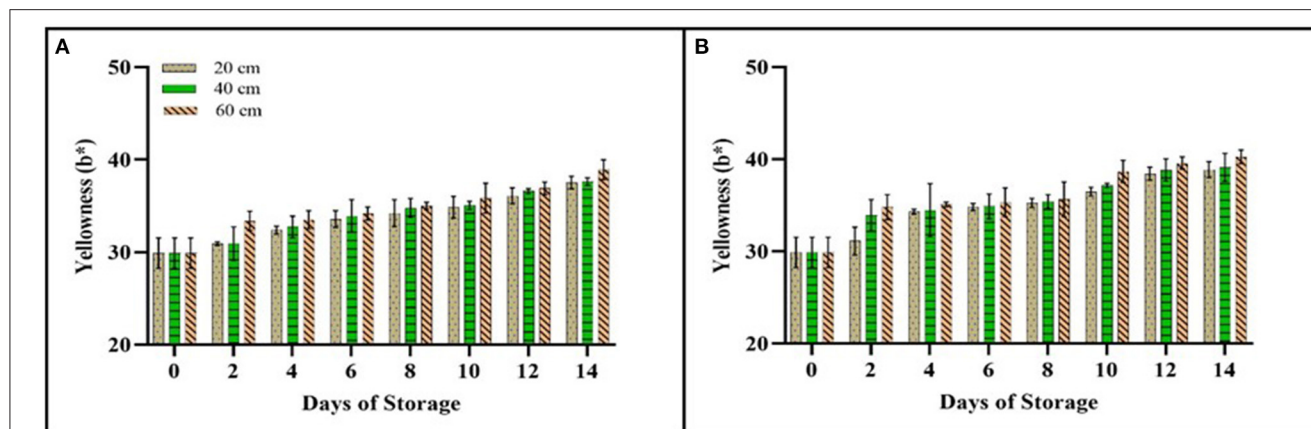 A
50
40
30
20
Yellowness (b*)
20 cm
40 cm
60 cm
0 2 4 6 8 10 12 14
Days of Storage
B
50
40
30
20
Yellowness (b*)
0 2 4 6 8 10 12 14
Days of Storage